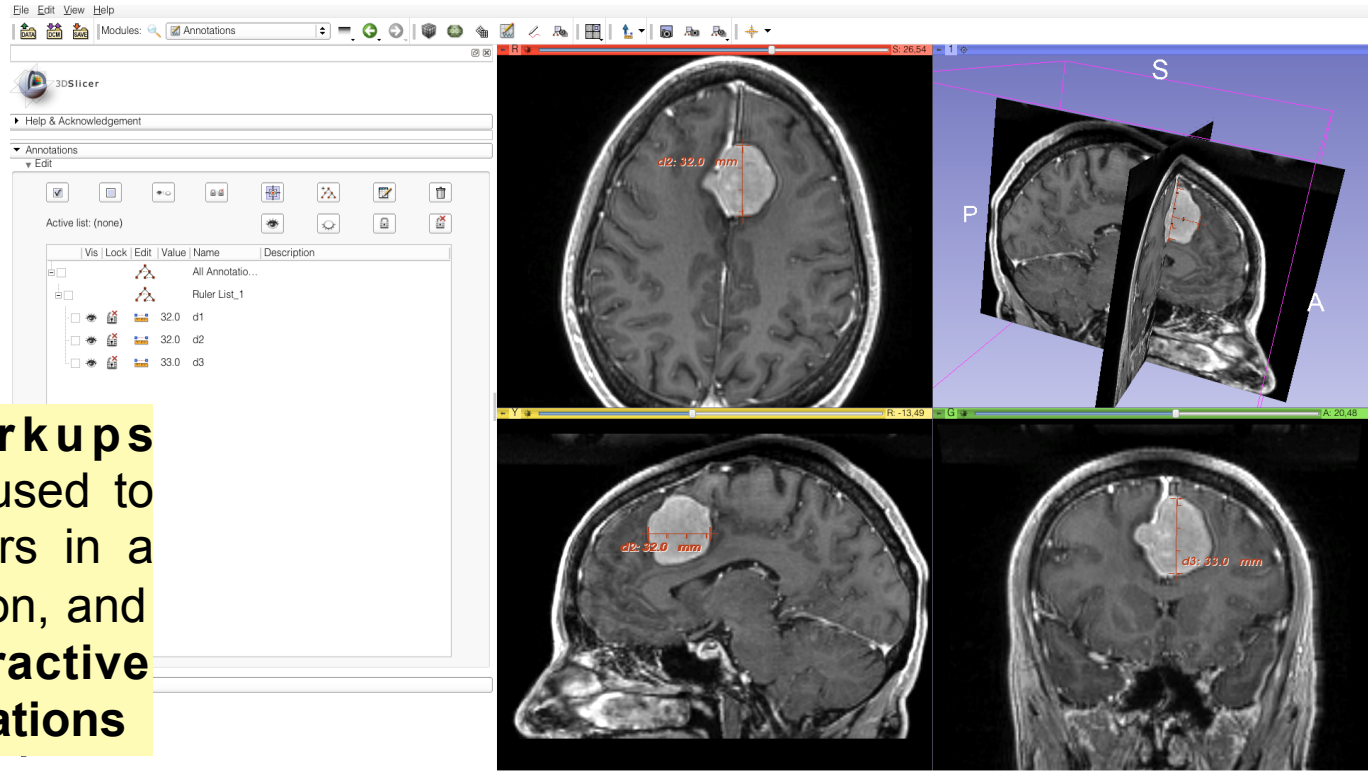 File Edit View Help
DATA DCM SAVE Modules: Annotations
R S: 26,54 1
3DSlicer
Help & Acknowledgement
Annotations
Edit
Active list: (none)
Vis Lock Edit Value Name Description
All Annotatio...
Ruler List_1
32.0 d1
32.0 d2
33.0 d3
d2: 32.0 mm
S
P
A
rkups
used to
rs in a
on, and
ractive
ations
Y R: -13,49 G A: 20,48
d2: 32.0 mm
d3: 33.0 mm